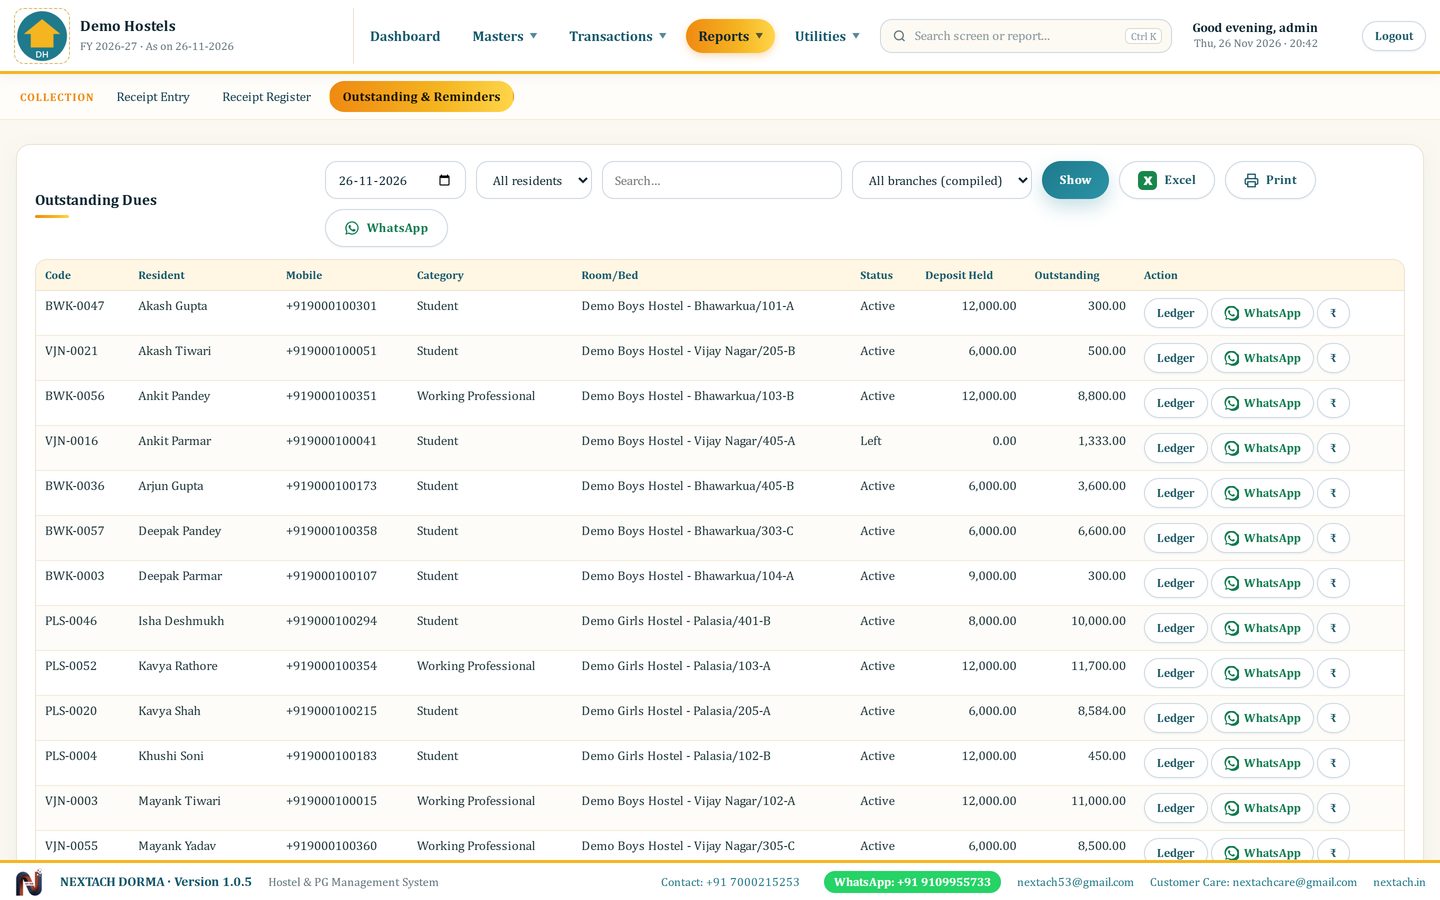 DH
Demo Hostels
FY 2026-27 · As on 26-11-2026
Dashboard Masters ▼ Transactions ▼ Reports ▼ Utilities ▼
Search screen or report... Ctrl K
Good evening, admin
Thu, 26 Nov 2026 · 20:42
Logout
COLLECTION Receipt Entry Receipt Register Outstanding & Reminders
Outstanding Dues
26-11-2026 All residents Search... All branches (compiled) Show X Excel Print
WhatsApp
Code Resident Mobile Category Room/Bed Status Deposit Held Outstanding Action
BWK-0047 Akash Gupta +919000100301 Student Demo Boys Hostel - Bhawarkua/101-A Active 12,000.00 300.00 Ledger WhatsApp ₹
VJN-0021 Akash Tiwari +919000100051 Student Demo Boys Hostel - Vijay Nagar/205-B Active 6,000.00 500.00 Ledger WhatsApp ₹
BWK-0056 Ankit Pandey +919000100351 Working Professional Demo Boys Hostel - Bhawarkua/103-B Active 12,000.00 8,800.00 Ledger WhatsApp ₹
VJN-0016 Ankit Parmar +919000100041 Student Demo Boys Hostel - Vijay Nagar/405-A Left 0.00 1,333.00 Ledger WhatsApp ₹
BWK-0036 Arjun Gupta +919000100173 Student Demo Boys Hostel - Bhawarkua/405-B Active 6,000.00 3,600.00 Ledger WhatsApp ₹
BWK-0057 Deepak Pandey +919000100358 Student Demo Boys Hostel - Bhawarkua/303-C Active 6,000.00 6,600.00 Ledger WhatsApp ₹
BWK-0003 Deepak Parmar +919000100107 Student Demo Boys Hostel - Bhawarkua/104-A Active 9,000.00 300.00 Ledger WhatsApp ₹
PLS-0046 Isha Deshmukh +919000100294 Student Demo Girls Hostel - Palasia/401-B Active 8,000.00 10,000.00 Ledger WhatsApp ₹
PLS-0052 Kavya Rathore +919000100354 Working Professional Demo Girls Hostel - Palasia/103-A Active 12,000.00 11,700.00 Ledger WhatsApp ₹
PLS-0020 Kavya Shah +919000100215 Student Demo Girls Hostel - Palasia/205-A Active 6,000.00 8,584.00 Ledger WhatsApp ₹
PLS-0004 Khushi Soni +919000100183 Student Demo Girls Hostel - Palasia/102-B Active 12,000.00 450.00 Ledger WhatsApp ₹
VJN-0003 Mayank Tiwari +919000100015 Working Professional Demo Boys Hostel - Vijay Nagar/102-A Active 12,000.00 11,000.00 Ledger WhatsApp ₹
VJN-0055 Mayank Yadav +919000100360 Working Professional Demo Boys Hostel - Vijay Nagar/305-C Active 6,000.00 8,500.00 Ledger WhatsApp ₹
N NEXTACH DORMA · Version 1.0.5 Hostel & PG Management System Contact: +91 7000215253 WhatsApp: +91 9109955733 nextach53@gmail.com Customer Care: nextachcare@gmail.com nextach.in